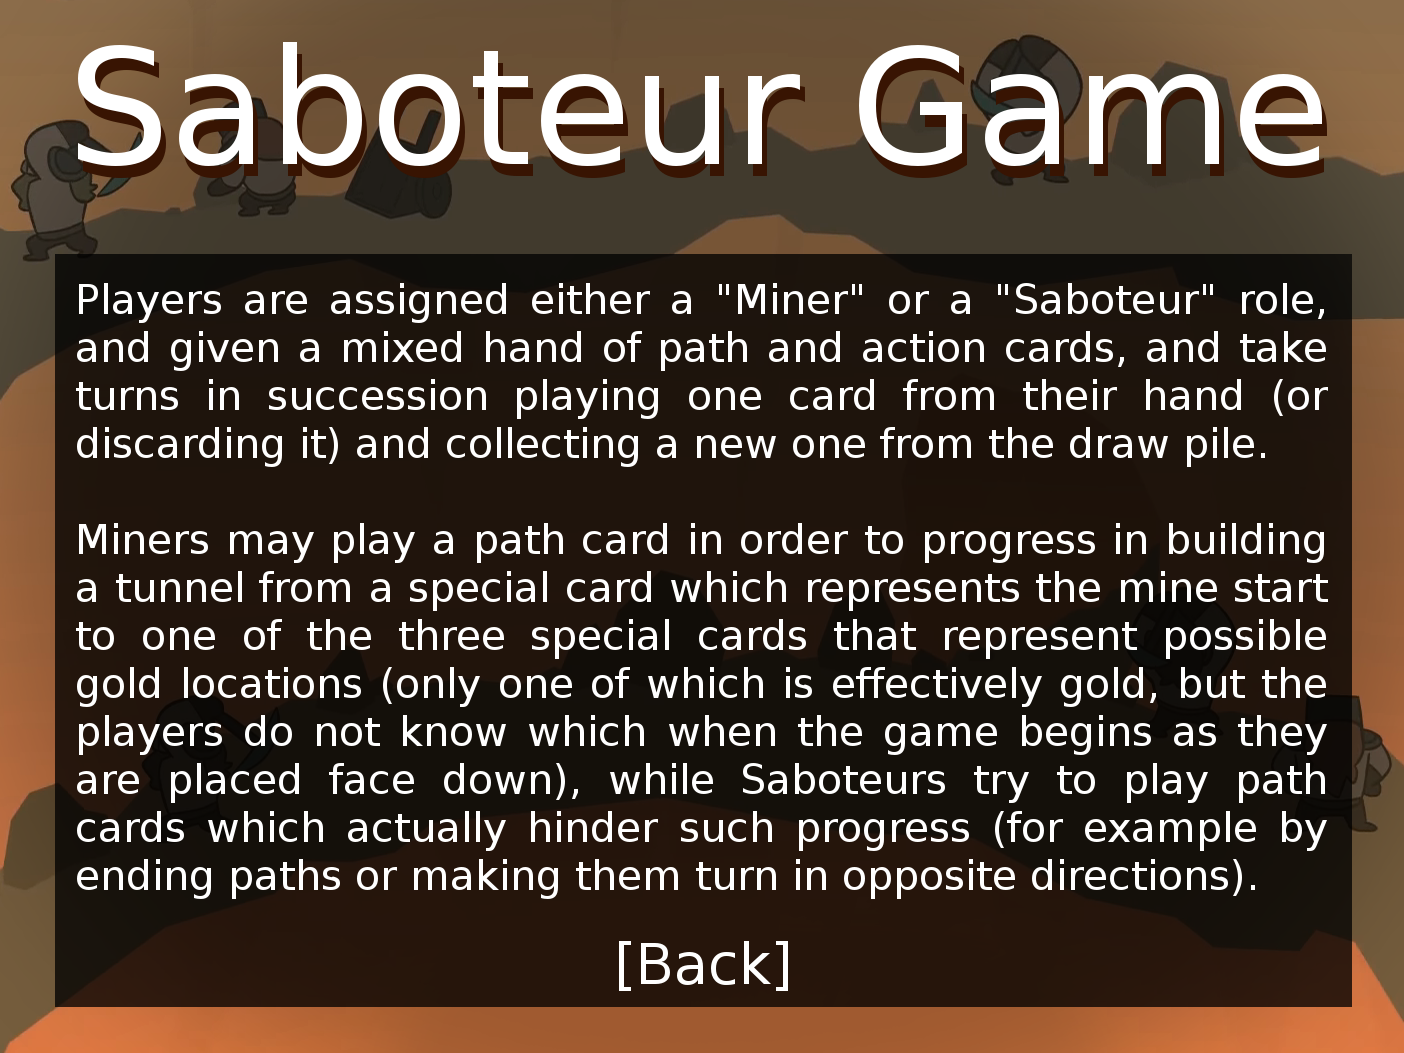 Saboteur Game
Players are assigned either a "Miner" or a "Saboteur" role,
and given a mixed hand of path and action cards, and take
turns in succession playing one card from their hand (or
discarding it) and collecting a new one from the draw pile.
Miners may play a path card in order to progress in building
a tunnel from a special card which represents the mine start
to one of the three special cards that represent possible
gold locations (only one of which is effectively gold, but the
players do not know which when the game begins as they
are placed face down), while Saboteurs try to play path
cards which actually hinder such progress (for example by
ending paths or making them turn in opposite directions).
[Back]